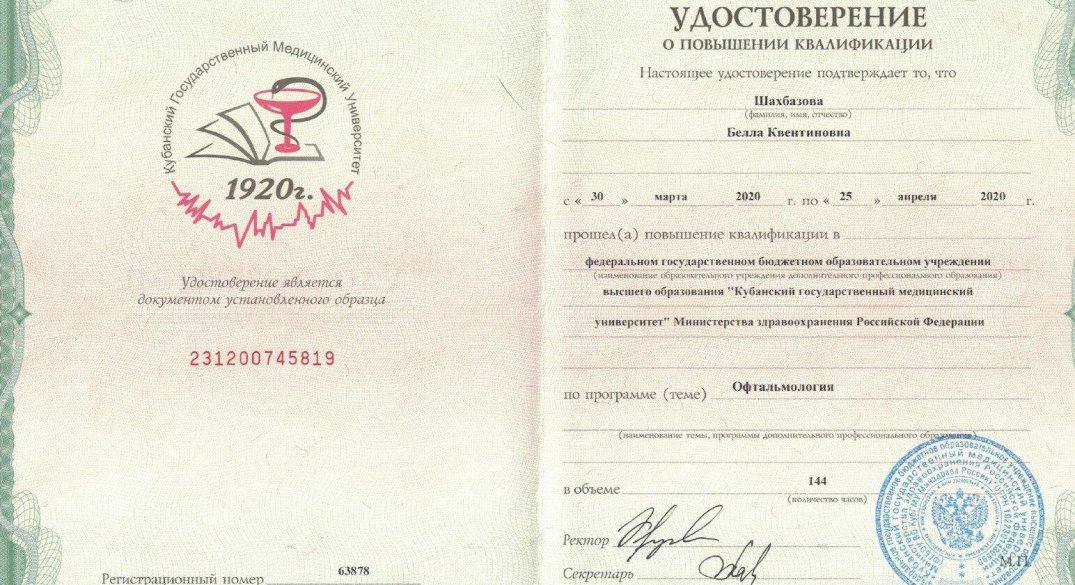 Кубанский Государственный Медицинский Университет
1920г.
Удостоверение является
документом установленного образца
231200745819
Регистрационный номер 63878
УДОСТОВЕРЕНИЕ
О ПОВЫШЕНИИ КВАЛИФИКАЦИИ
Настоящее удостоверение подтверждает то, что
Шахбазова
(фамилия, имя, отчество)
Белла Квентиновна
с « 30 » марта 2020 г. по « 25 » апреля 2020 г.
прошел(а) повышение квалификации в
федеральном государственном бюджетном образовательном учреждении
(наименование образовательного учреждения дополнительного профессионального образования)
высшего образования "Кубанский государственный медицинский
университет" Министерства здравоохранения Российской Федерации
по программе (теме) Офтальмология
(наименование темы, программы дополнительного профессионального образования)
в объеме 144
(количество часов)
Ректор
Секретарь
М.П.